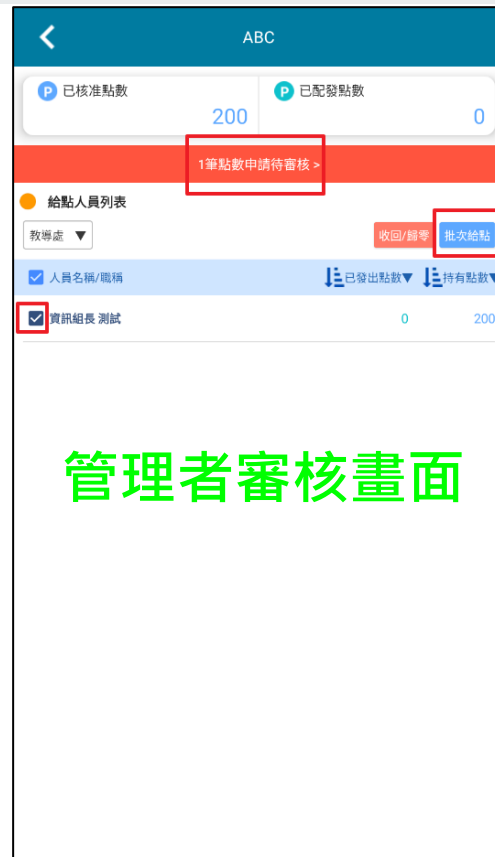 ABC
P 已核准點數
200
P 已配發點數
0
1筆點數申請待審核 >
給點人員列表
教導處 ▼
收回/歸零
批次給點
人員名稱/職稱
已發出點數▼
持有點數▼
資訊組長 測試
0
200
管理者審核畫面